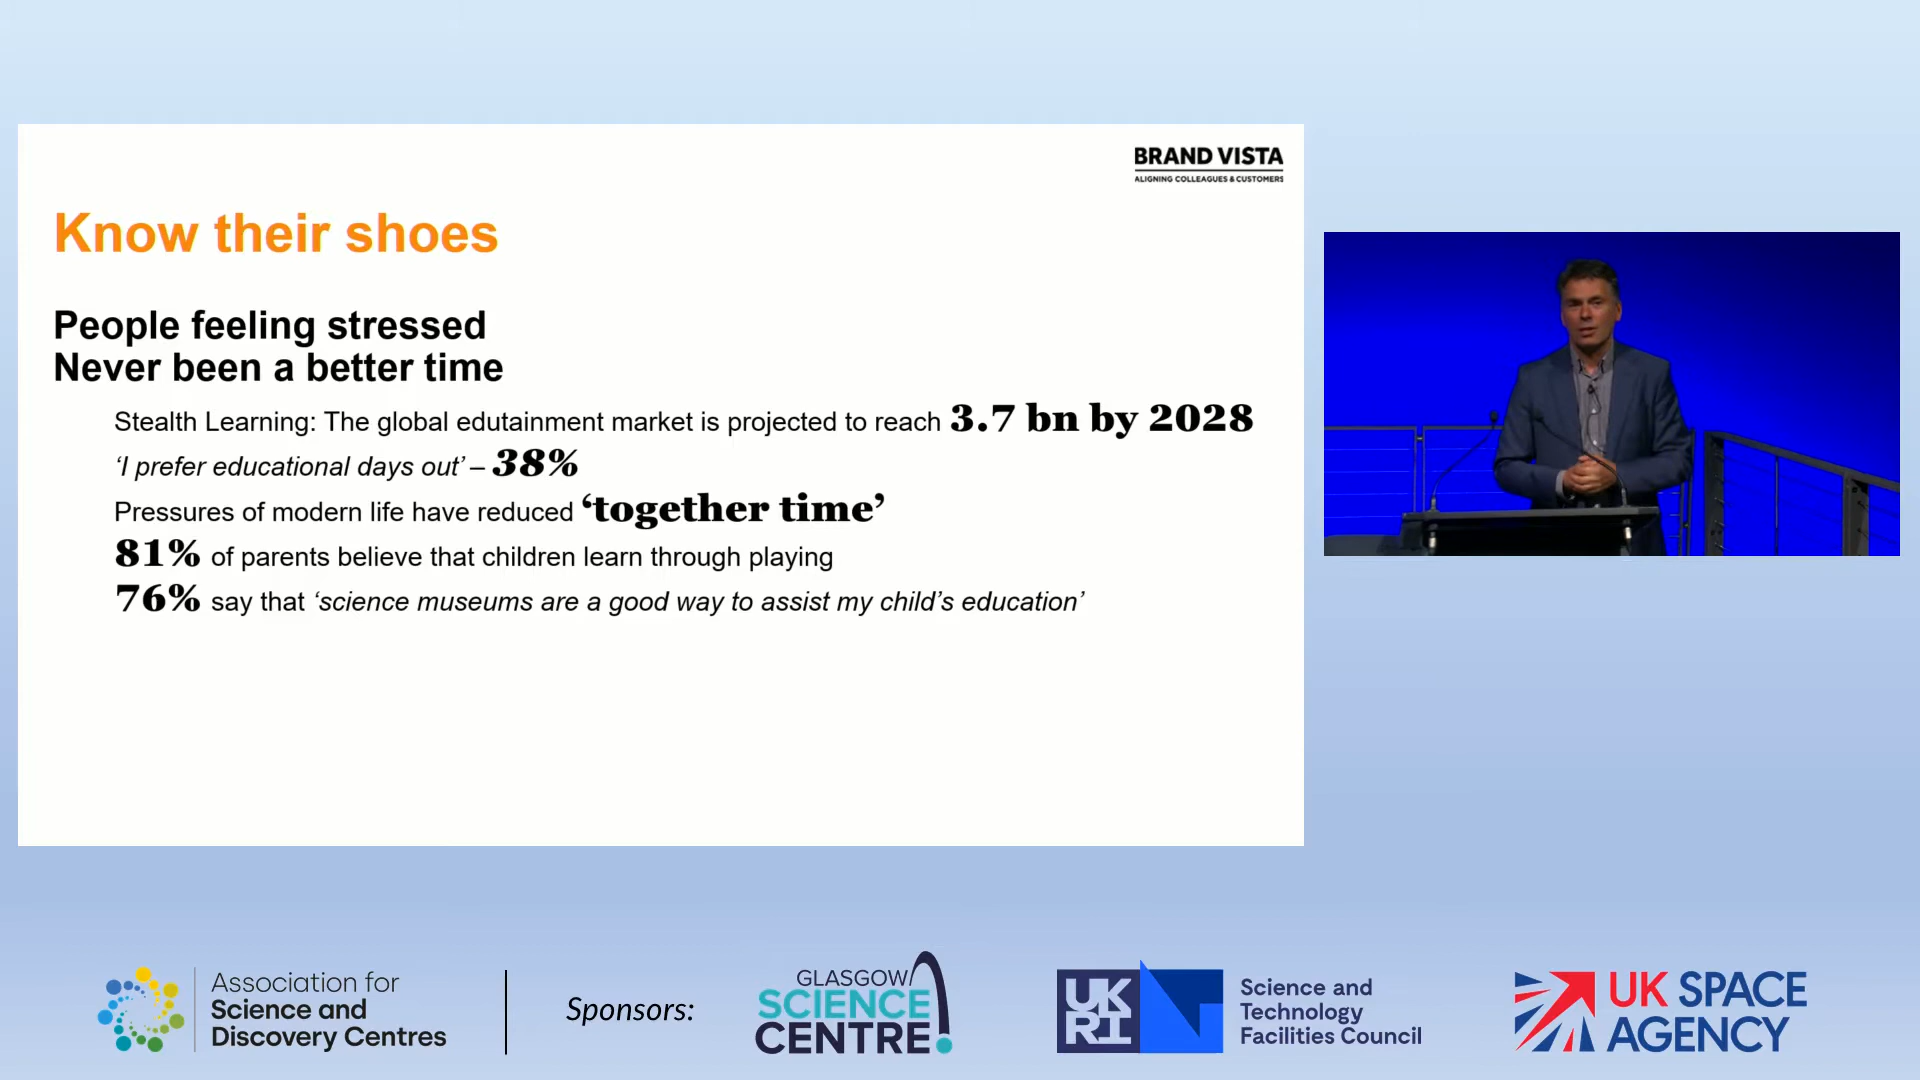 BRAND VISTA
ALIGNING COLLEAGUES & CUSTOMERS
Know their shoes
People feeling stressed
Never been a better time
Stealth Learning: The global edutainment market is projected to reach 3.7 bn by 2028
‘I prefer educational days out’ – 38%
Pressures of modern life have reduced ‘together time’
81% of parents believe that children learn through playing
76% say that ‘science museums are a good way to assist my child’s education’
Association for
Science and
Discovery Centres
Sponsors:
GLASGOW
SCIENCE
CENTRE
UK
RI
Science and
Technology
Facilities Council
UK SPACE
AGENCY